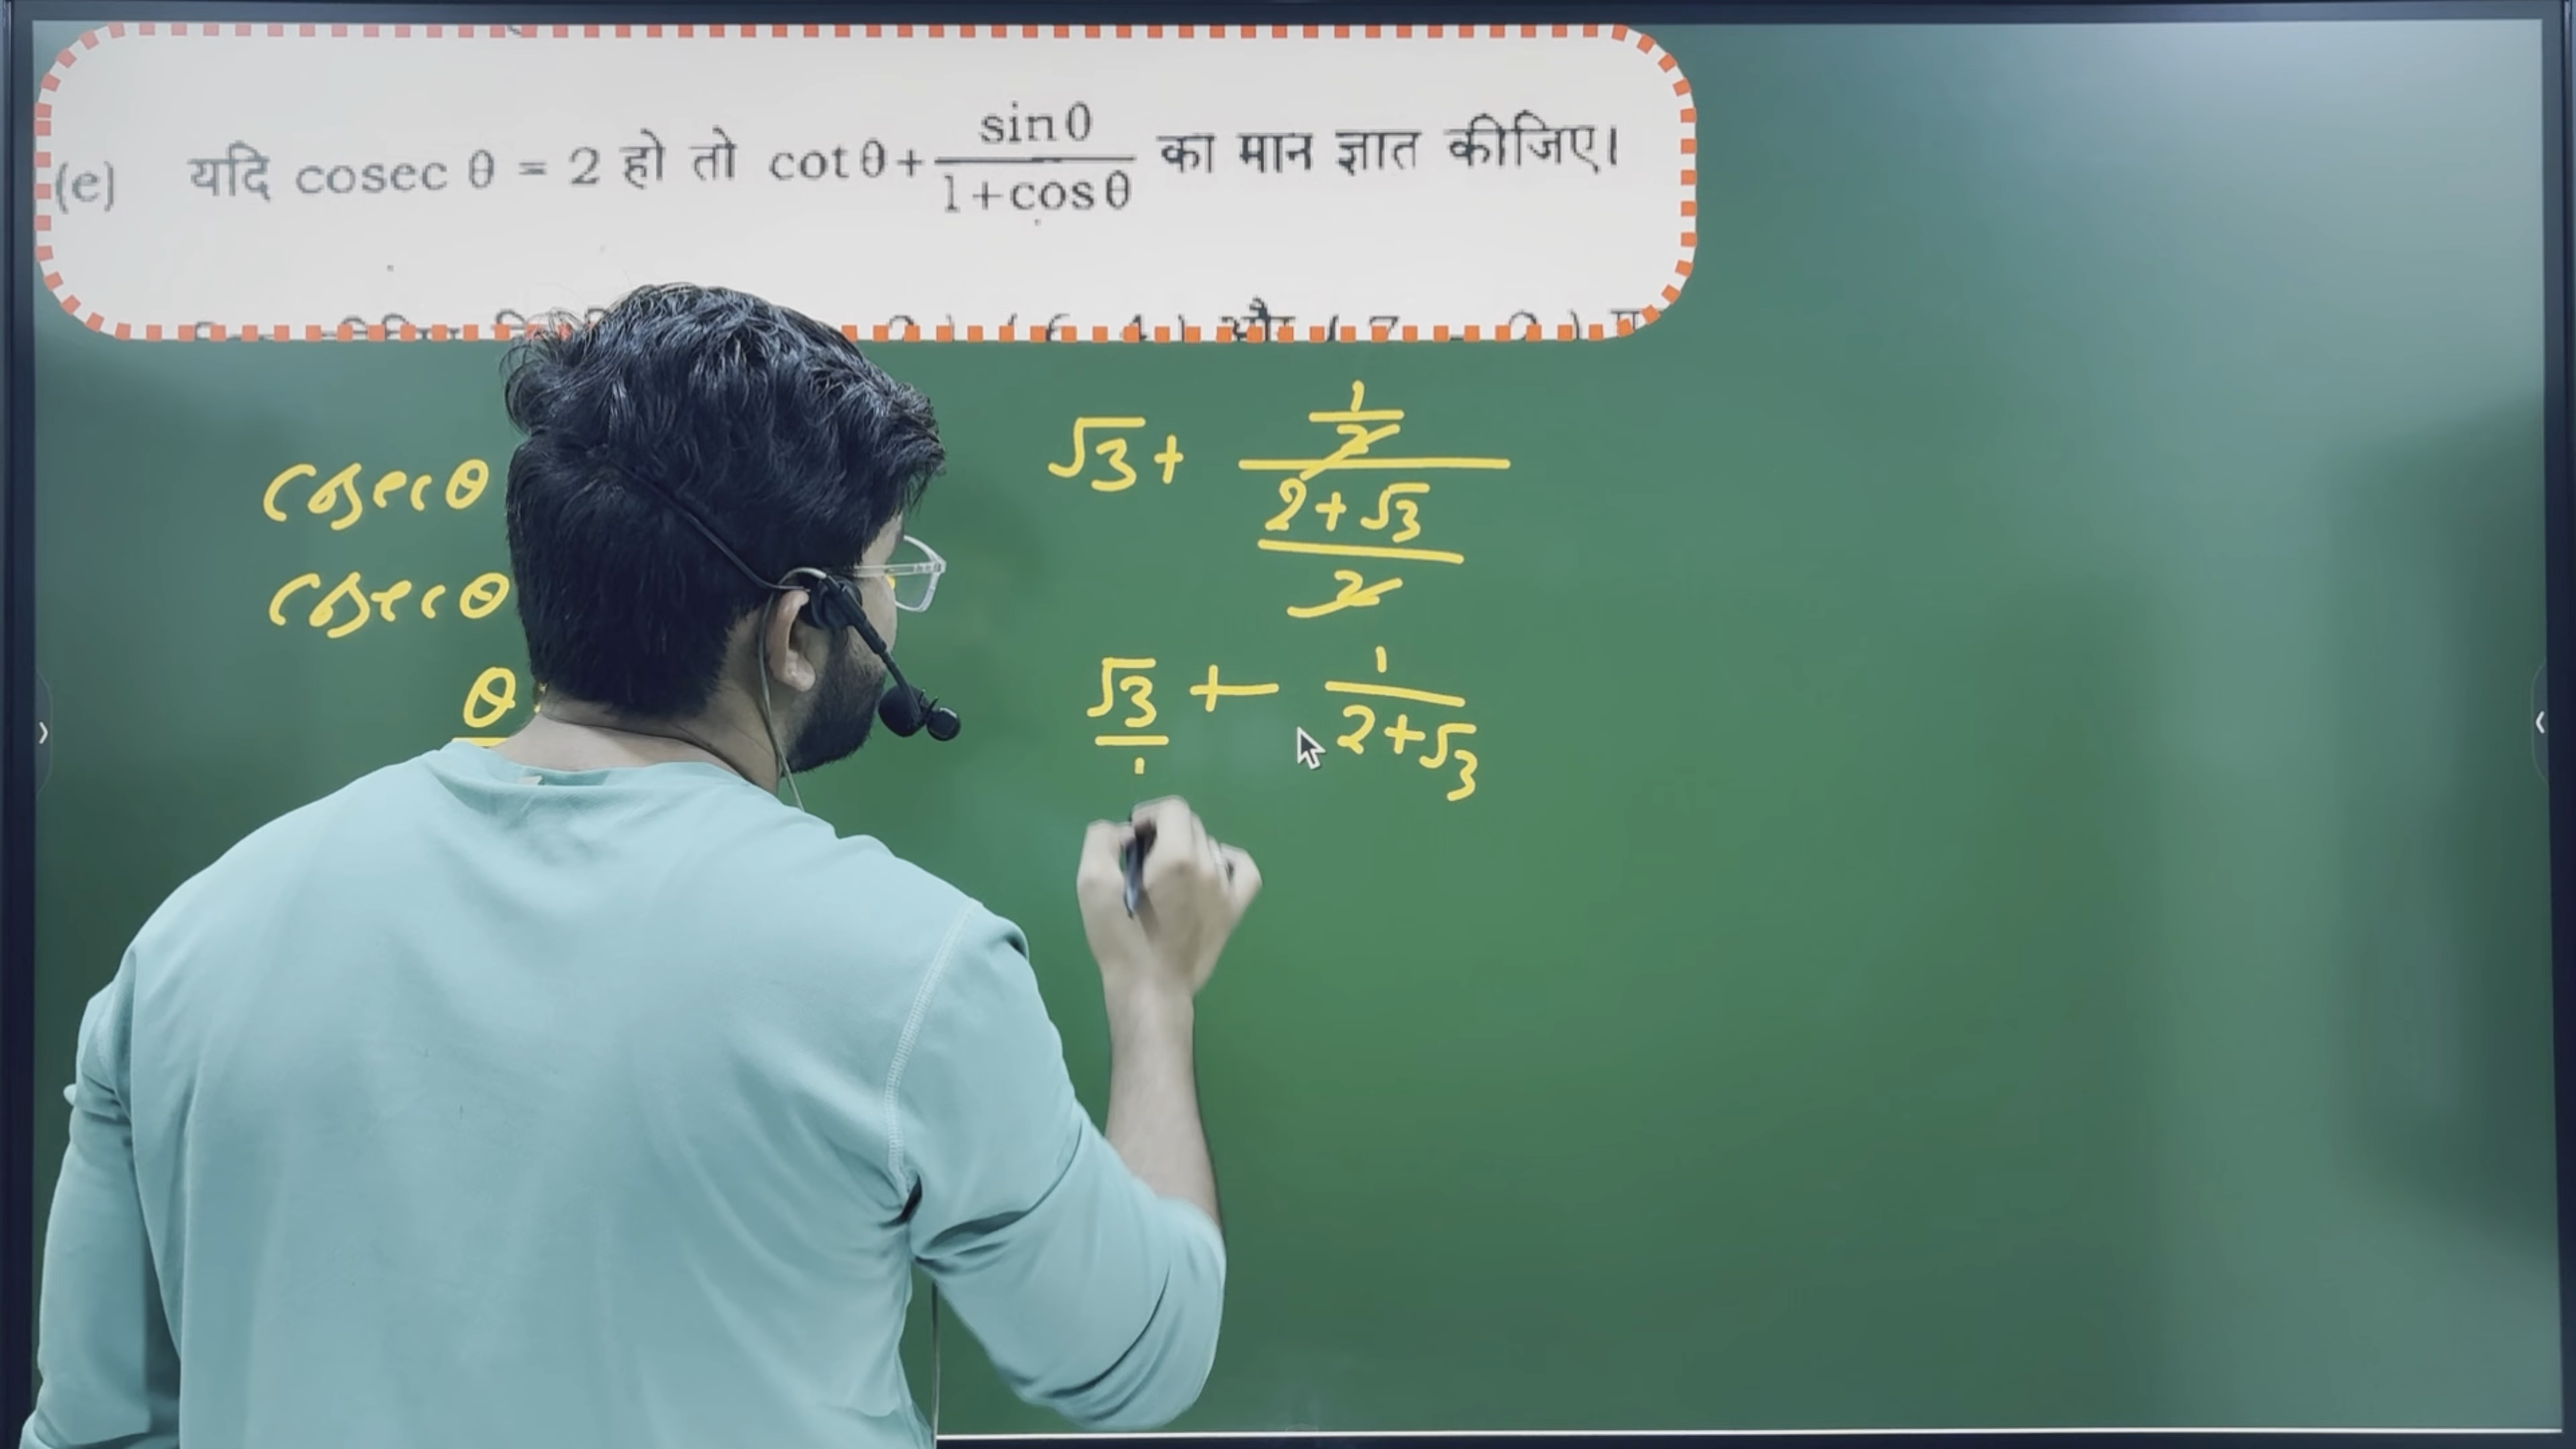 (e) यदि cosec θ = 2 हो तो cot θ + sin θ / 1 + cos θ का मान ज्ञात कीजिए।
cosec θ
cosec θ
θ
√3 + 1/2 / 2 + √3 / 2
√3 / 1 + 1 / 2 + √3